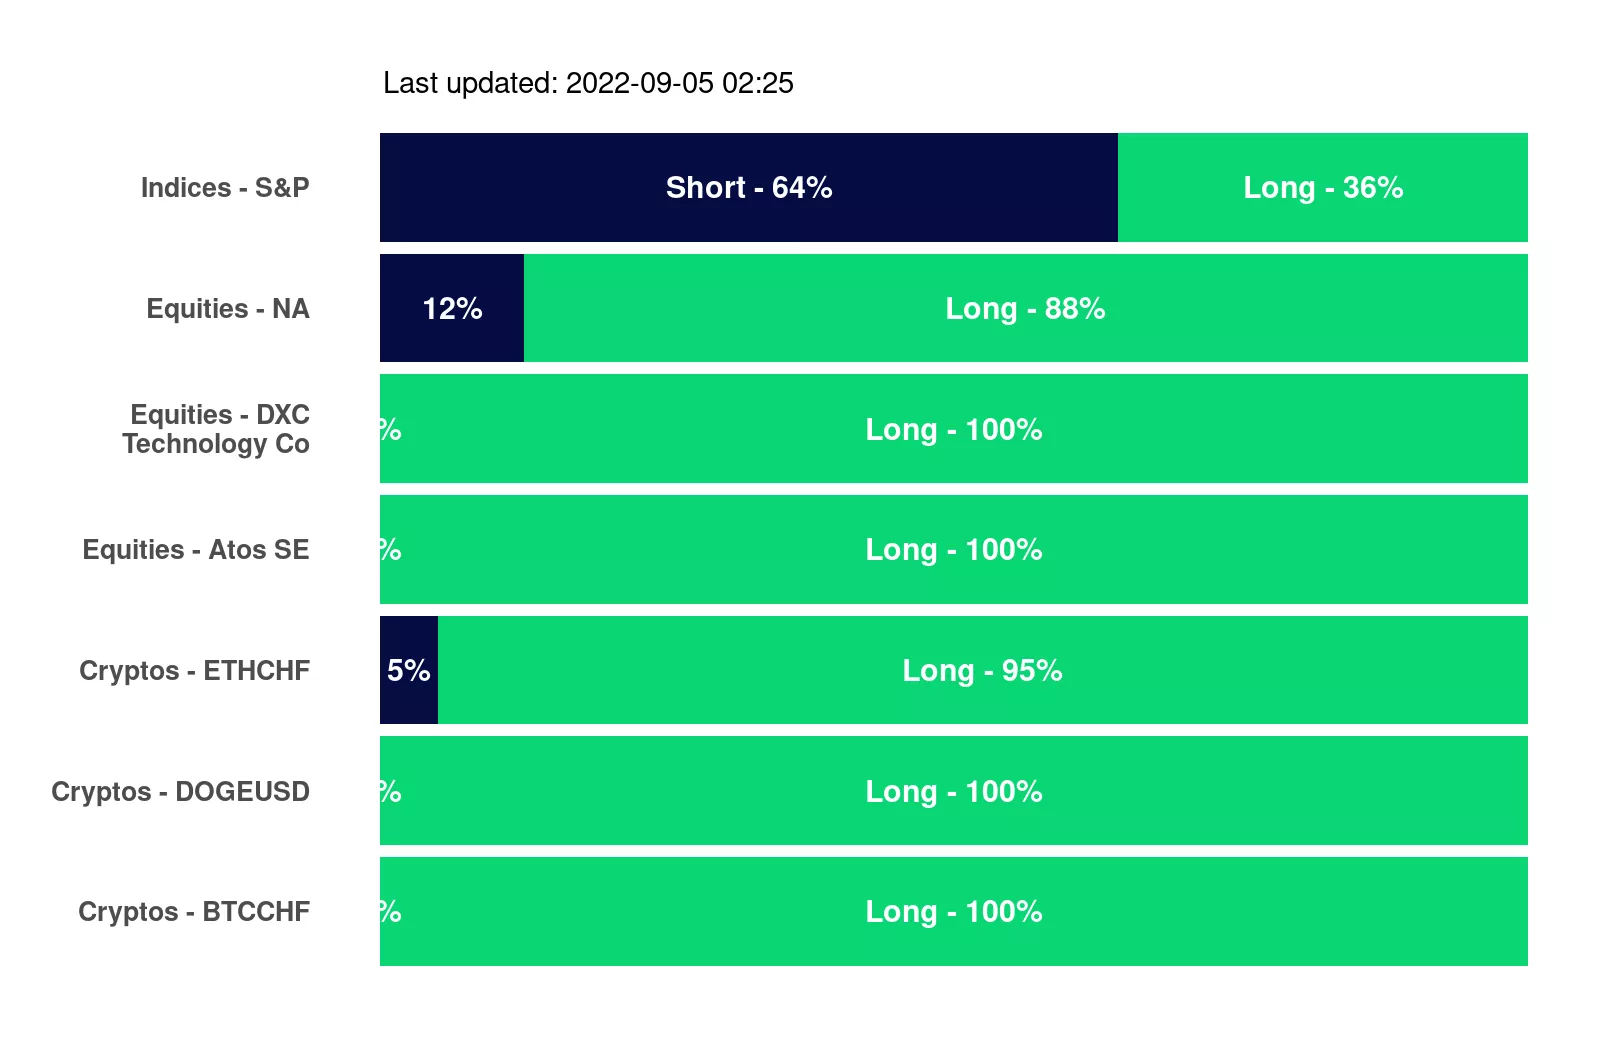 Last updated: 2022-09-05 02:25
Indices - S&P
Short - 64%
Long - 36%
Equities - NA
12%
Long - 88%
Equities - DXC
Technology Co
%
Long - 100%
Equities - Atos SE
%
Long - 100%
Cryptos - ETHCHF
5%
Long - 95%
Cryptos - DOGEUSD
%
Long - 100%
Cryptos - BTCCHF
%
Long - 100%